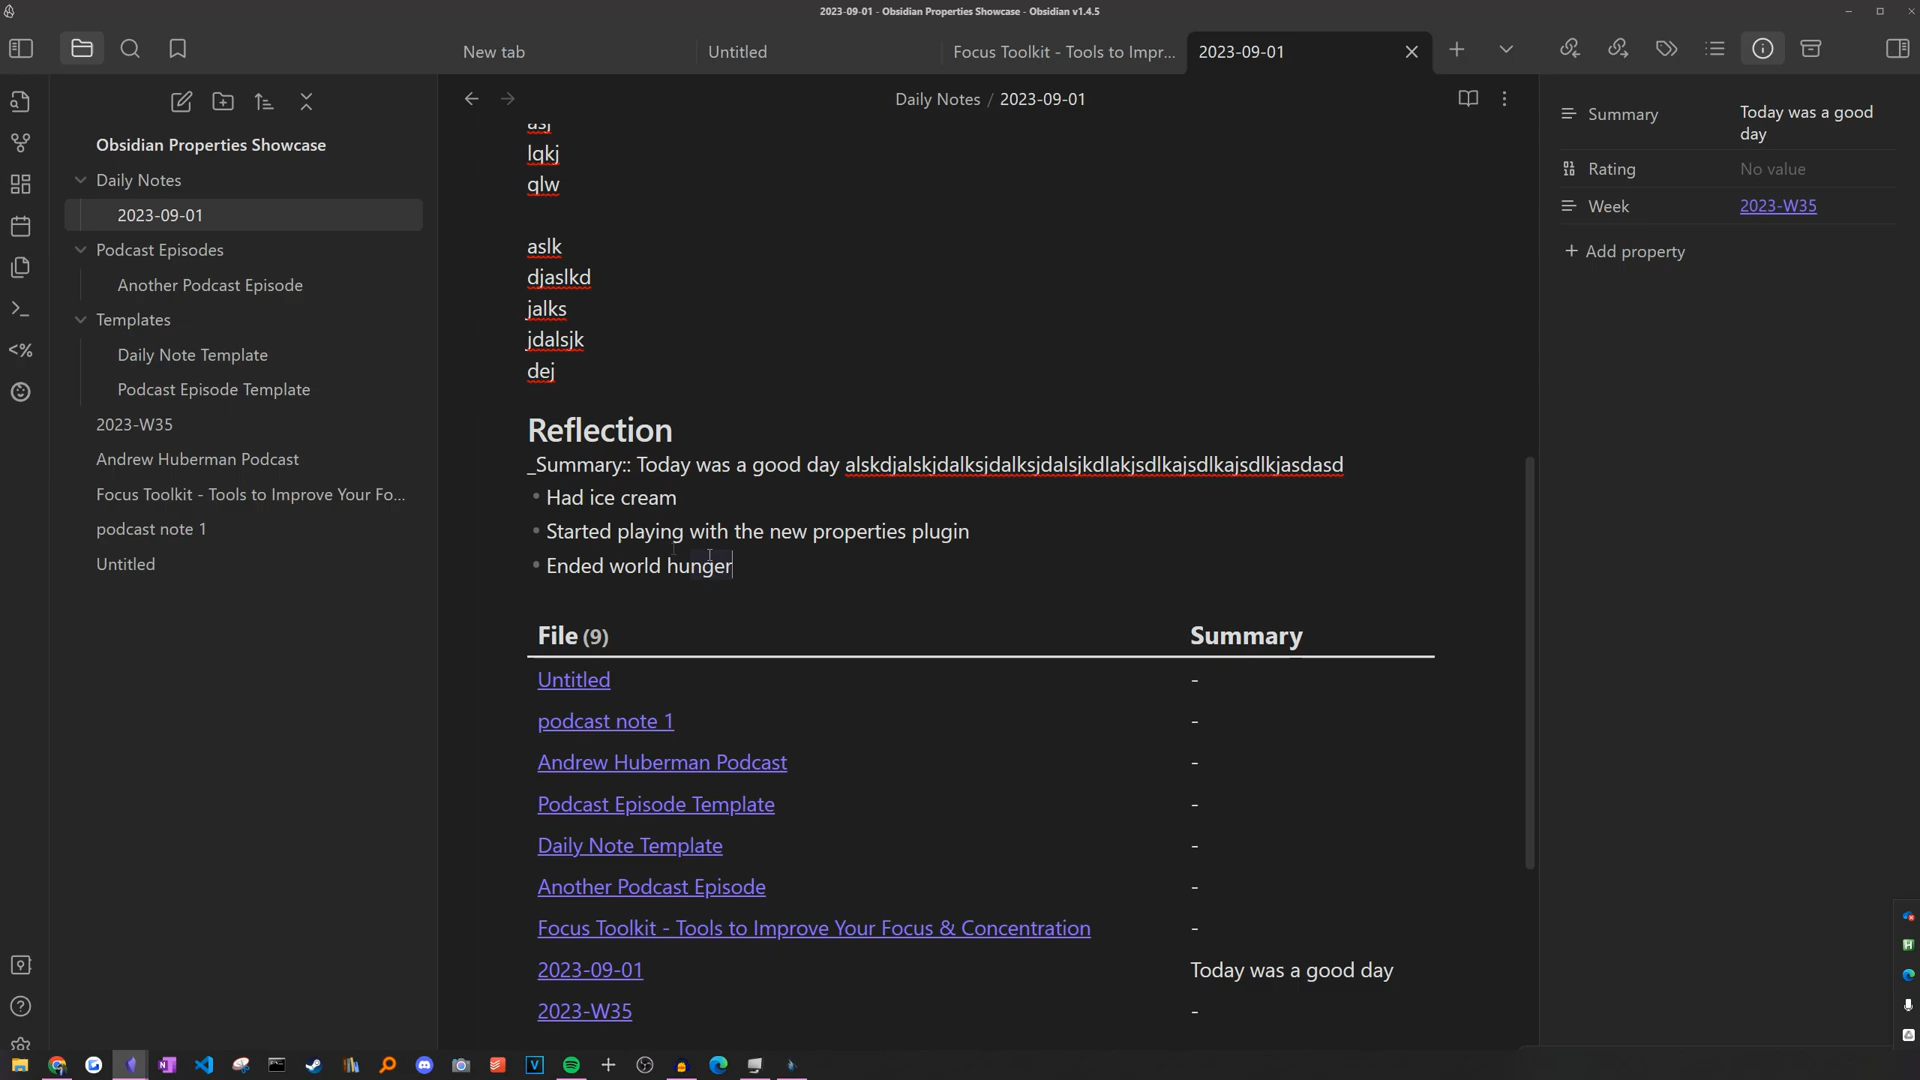 2023-09-01 - Obsidian Properties Showcase - Obsidian v1.4.5
New tab
Untitled
Focus Toolkit - Tools to Impr...
2023-09-01
Obsidian Properties Showcase
Daily Notes
2023-09-01
Podcast Episodes
Another Podcast Episode
Templates
Daily Note Template
Podcast Episode Template
2023-W35
Andrew Huberman Podcast
Focus Toolkit - Tools to Improve Your Fo...
podcast note 1
Untitled
Daily Notes / 2023-09-01
asj
lqkj
qlw
aslk
djaslkd
jalks
jdalsjk
dej
Reflection
_Summary:: Today was a good day alskdjalskjdalksjdalksjdalsjkdlakjsdlkajsdlkajsdlkjasdasd
Had ice cream
Started playing with the new properties plugin
Ended world hunger
File (9) Summary
Untitled -
podcast note 1 -
Andrew Huberman Podcast -
Podcast Episode Template -
Daily Note Template -
Another Podcast Episode -
Focus Toolkit - Tools to Improve Your Focus & Concentration -
2023-09-01 Today was a good day
2023-W35 -
Summary Today was a good
day
Rating No value
Week 2023-W35
+ Add property